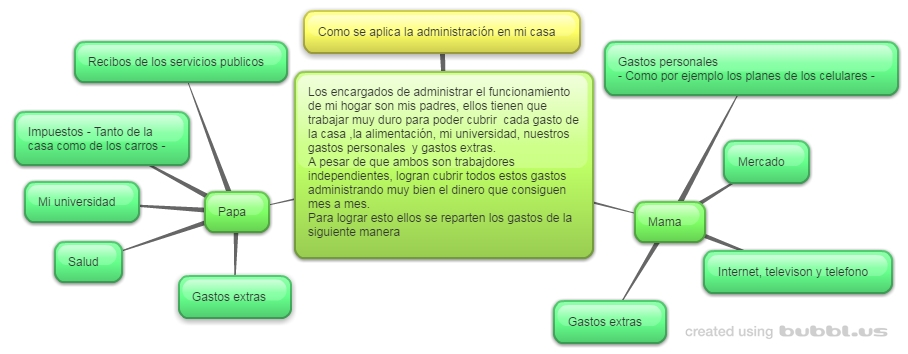 Como se aplica la administración en mi casa
Recibos de los servicios publicos
Gastos personales
- Como por ejemplo los planes de los celulares -
Los encargados de administrar el funcionamiento
de mi hogar son mis padres, ellos tienen que
trabajar muy duro para poder cubrir cada gasto de
la casa ,la alimentación, mi universidad, nuestros
gastos personales y gastos extras.
A pesar de que ambos son trabajdores
independientes, logran cubrir todos estos gastos
administrando muy bien el dinero que consiguen
mes a mes.
Para lograr esto ellos se reparten los gastos de la
siguiente manera
Impuestos - Tanto de la
casa como de los carros -
Mercado
Mi universidad
Papa
Mama
Salud
Internet, televison y telefono
Gastos extras
Gastos extras
created using bubbl.us